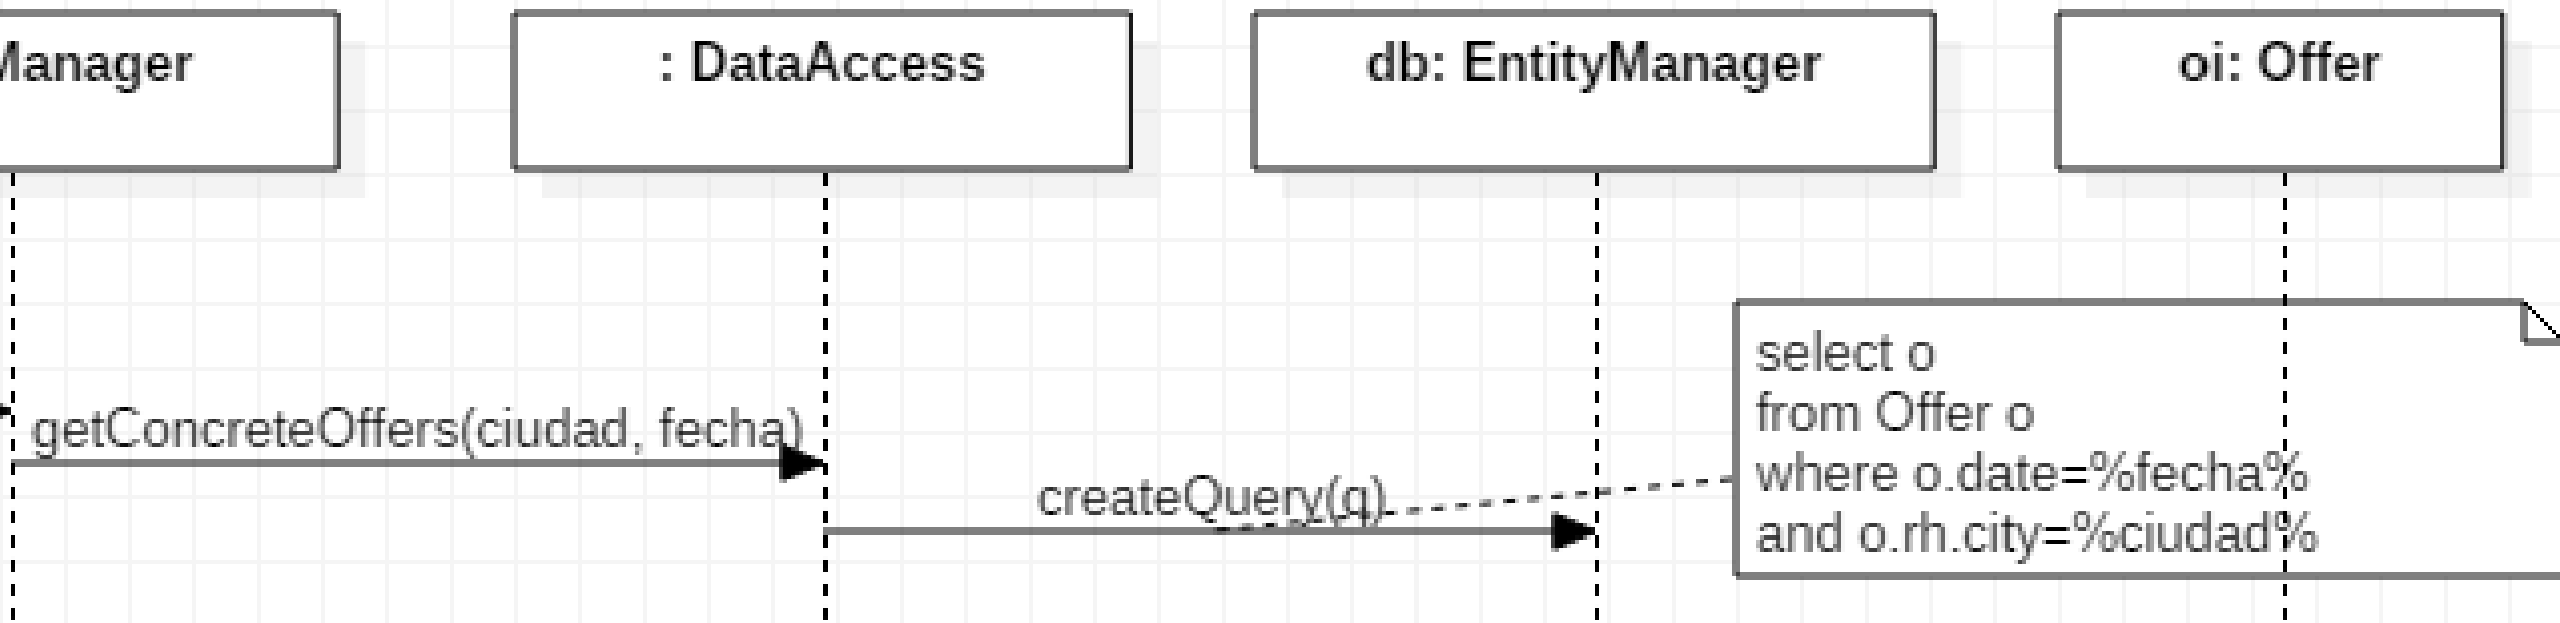 Manager
: DataAccess
db: EntityManager
oi: Offer
getConcreteOffers(ciudad, fecha)
createQuery(q)
select o
from Offer o
where o.date=%fecha%
and o.rh.city=%ciudad%